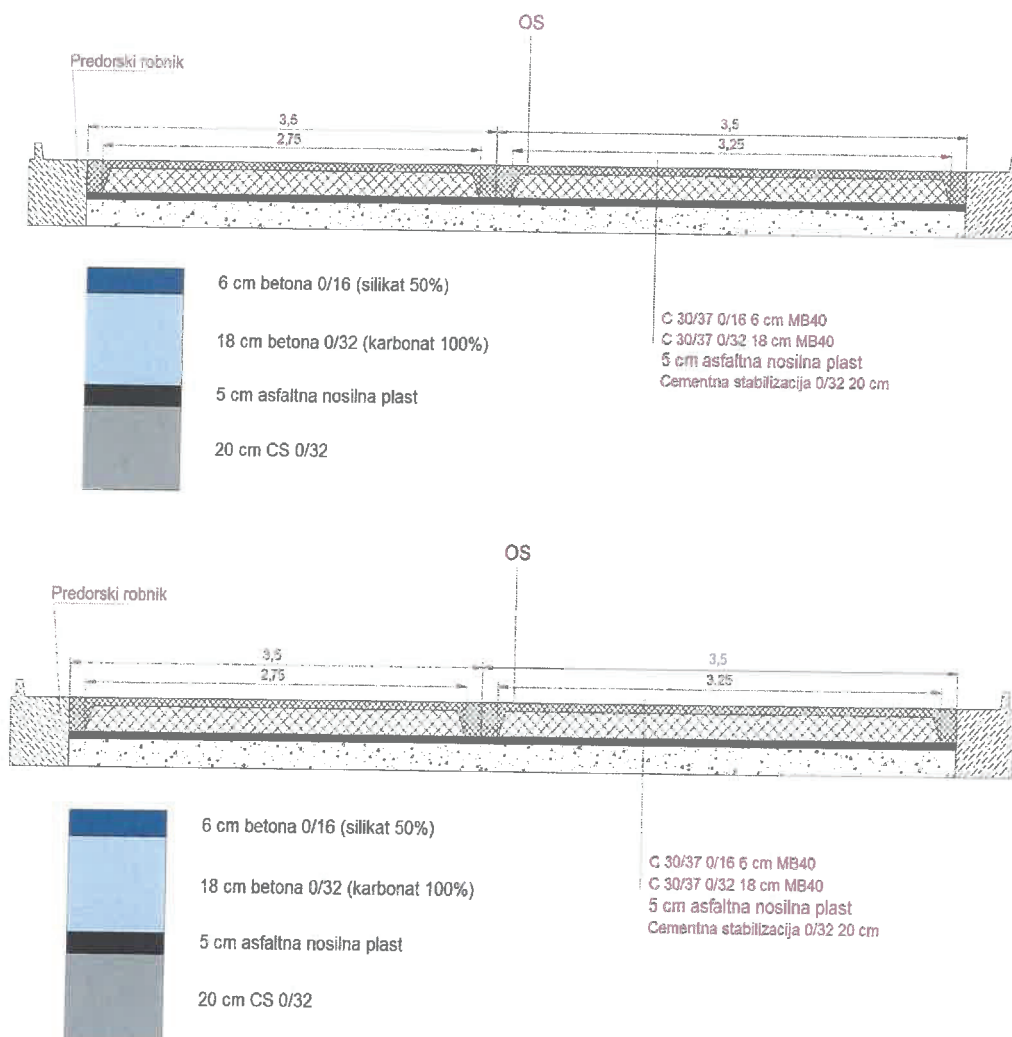 OS
Predorski robnik
3,5
3,5
2,75
3,25
6 cm betona 0/16 (silikat 50%)
18 cm betona 0/32 (karbonat 100%)
5 cm asfaltna nosilna plast
20 cm CS 0/32
C 30/37 0/16 6 cm MB40
C 30/37 0/32 18 cm MB40
5 cm asfaltna nosilna plast
Cementna stabilizacija 0/32 20 cm
OS
Predorski robnik
3,5
3,5
2,75
3,25
6 cm betona 0/16 (silikat 50%)
18 cm betona 0/32 (karbonat 100%)
5 cm asfaltna nosilna plast
20 cm CS 0/32
C 30/37 0/16 6 cm MB40
C 30/37 0/32 18 cm MB40
5 cm asfaltna nosilna plast
Cementna stabilizacija 0/32 20 cm